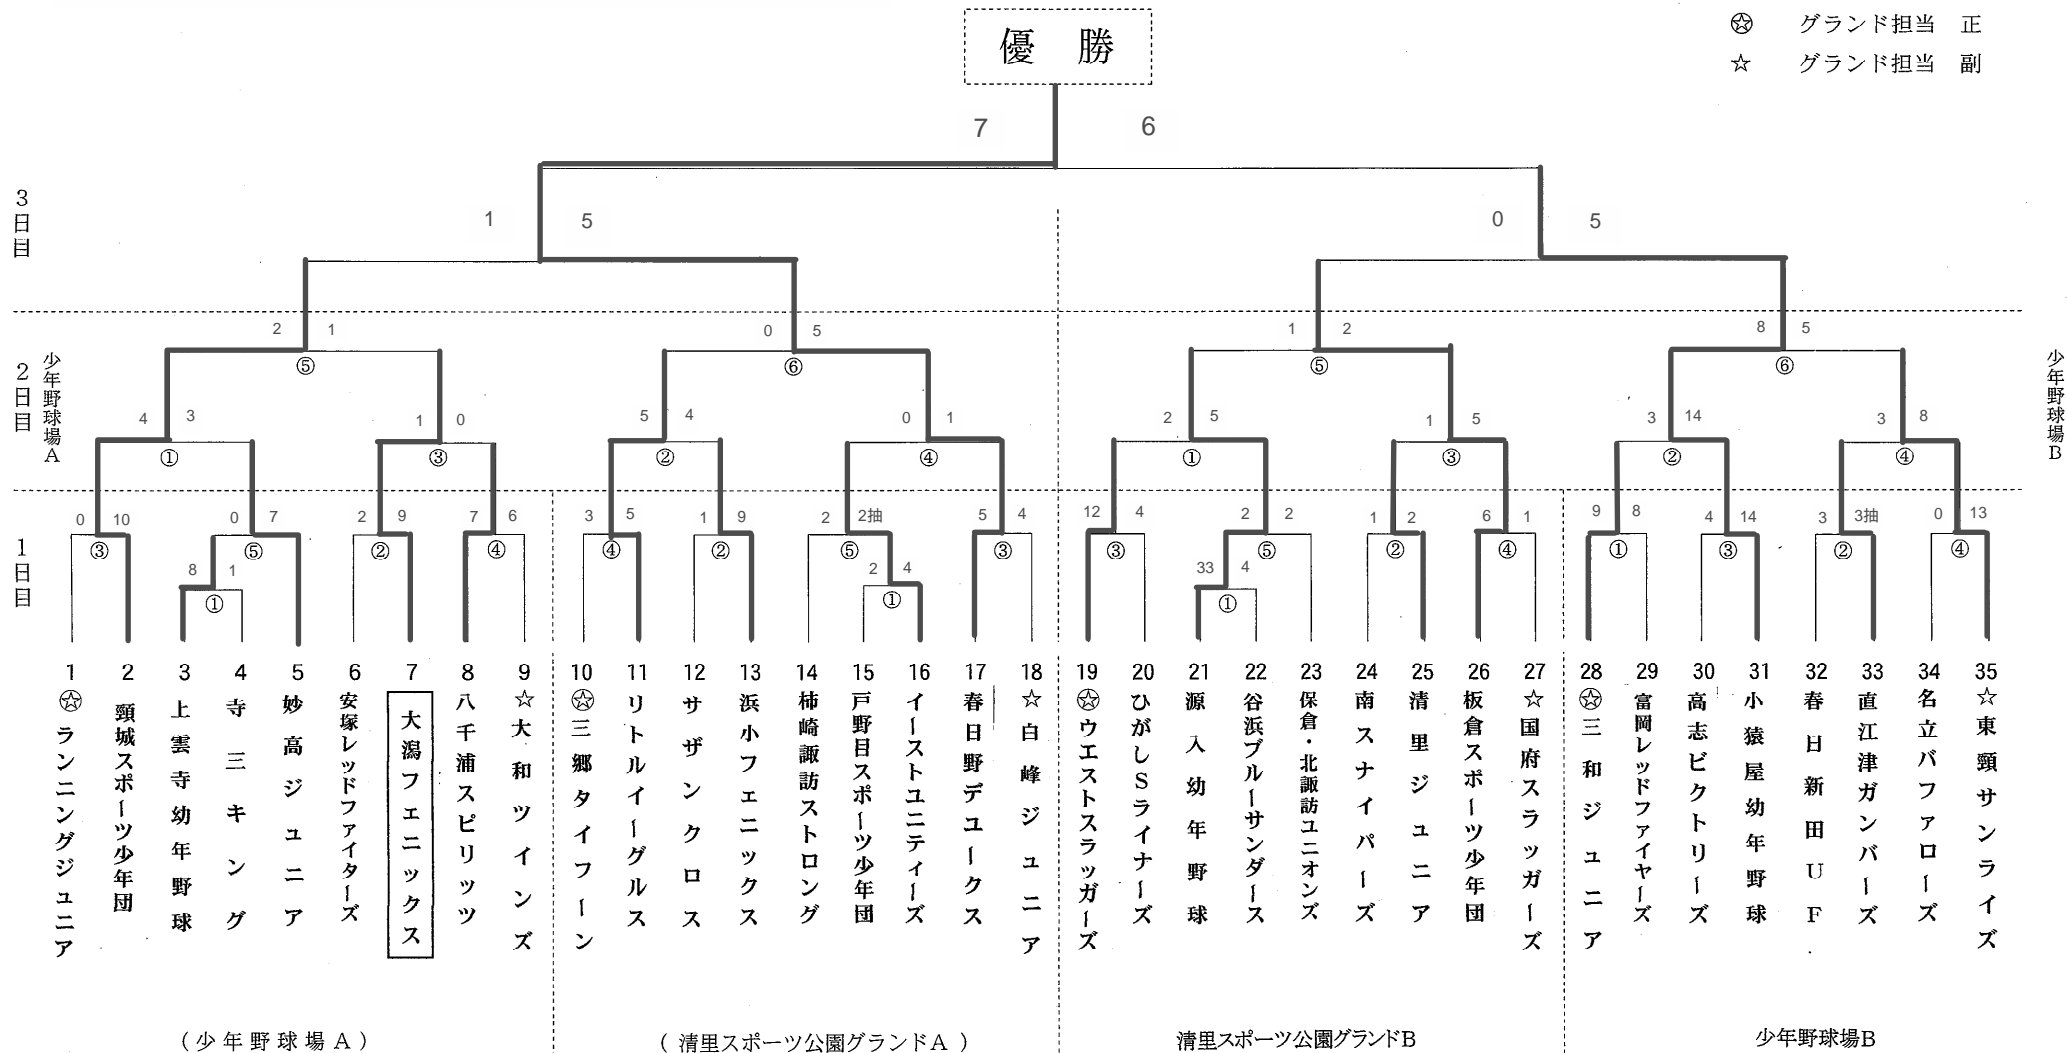 優 勝
☆ グランド担当 正
☆ グランド担当 副
7 6
3日目
1 5 0 5
2 1 0 5 1 2 8 5
⑤ ⑥ ⑤ ⑥
2日目
少年野球場A
少年野球場B
4 3 1 0 5 4 0 1 2 5 1 5 3 14 3 8
① ③ ② ④ ① ③ ② ④
1日目
0 10 0 7 2 9 7 6 3 5 1 9 2 2抽 5 4 12 4 2 2 1 2 6 1 9 8 4 14 3 3抽 0 13
③ ⑤ ② ④ ④ ② ⑤ ③ ③ ⑤ ② ④ ① ③ ② ④
8 1 2 4 33 4
① ① ①
1 ☆ランニングジュニア
2 頸城スポーツ少年団
3 上雲寺幼年野球
4 寺三キング
5 妙高ジュニア
6 安塚レッドファイターズ
7 大潟フェニックス
8 八千浦スピリッツ
9 ☆大和ツインズ
10 ☆三郷タイフーン
11 リトルイーグルス
12 サザンクロス
13 浜小フェニックス
14 柿崎諏訪ストロング
15 戸野目スポーツ少年団
16 イーストユニティーズ
17 春日野デュークス
18 ☆白峰ジュニア
19 ☆ウエストスラッガーズ
20 ひがしSライナーズ
21 源入幼年野球
22 谷浜ブルーサンダース
23 保倉・北諏訪ユニオンズ
24 南スナイパーズ
25 清里ジュニア
26 板倉スポーツ少年団
27 ☆国府スラッガーズ
28 ☆三和ジュニア
29 富岡レッドファイヤーズ
30 高志ビクトリーズ
31 小猿屋幼年野球
32 春日新田UF
33 直江津ガンバーズ
34 名立バファローズ
35 ☆東頸サンライズ
(少年野球場A)
(清里スポーツ公園グランドA)
清里スポーツ公園グランドB
少年野球場B